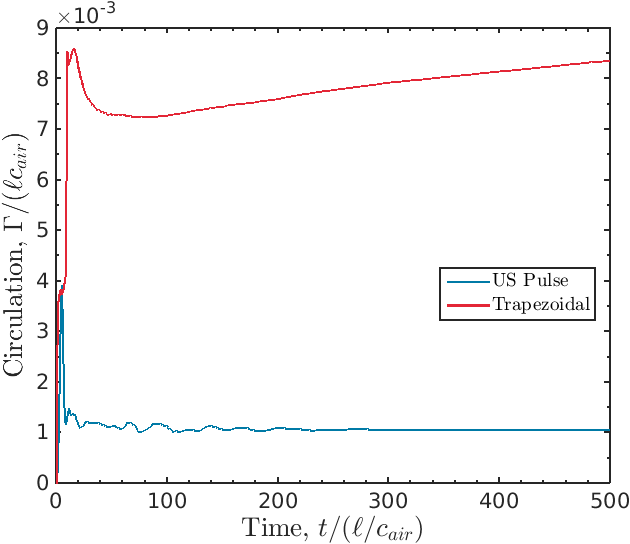 ×10⁻³
9
8
7
6
5
4
3
2
1
0
Circulation, Γ/(ℓc_air)
US Pulse
Trapezoidal
0 100 200 300 400 500
Time, t/(ℓ/c_air)